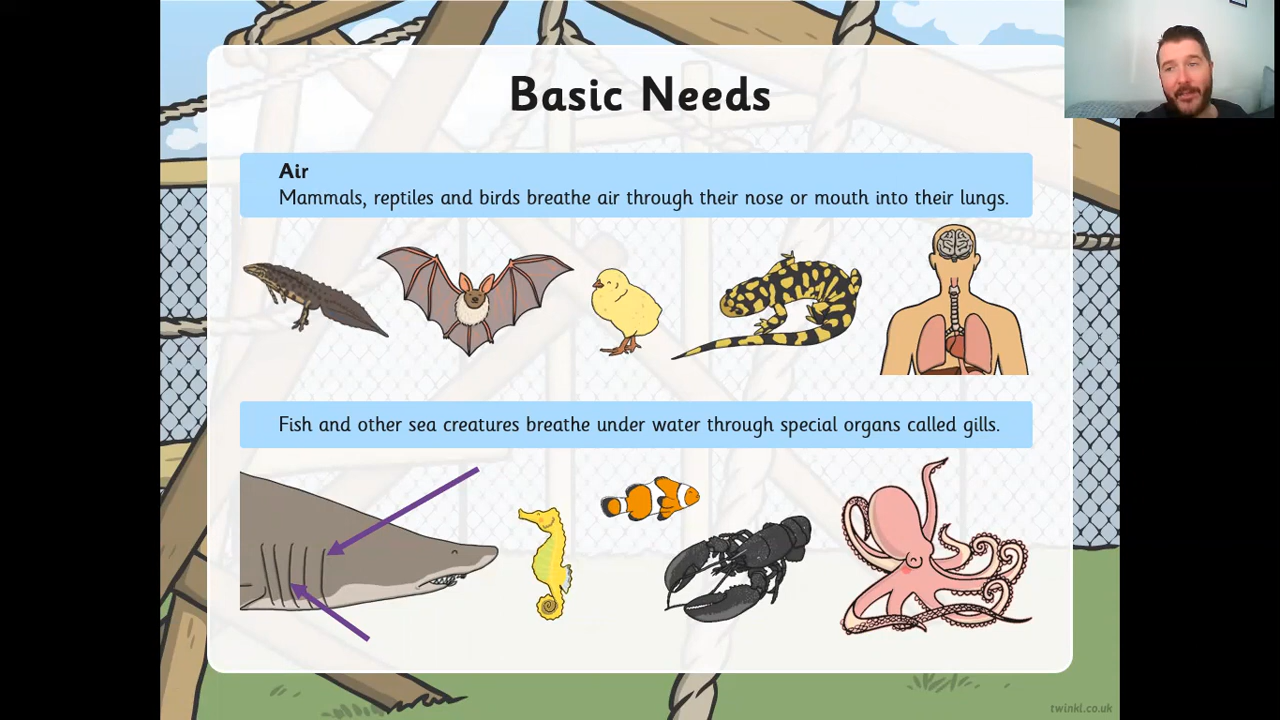 Basic Needs
Air
Mammals, reptiles and birds breathe air through their nose or mouth into their lungs.
Fish and other sea creatures breathe under water through special organs called gills.
twinkl.co.uk